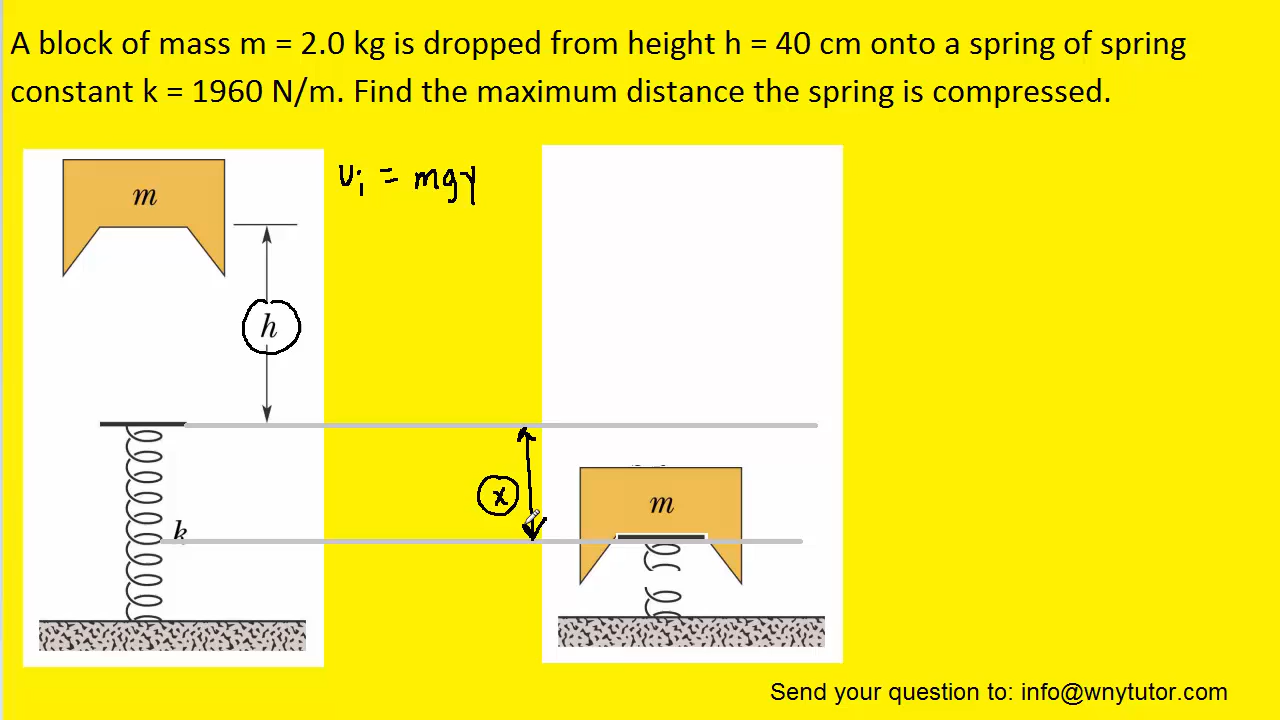 A block of mass m = 2.0 kg is dropped from height h = 40 cm onto a spring of spring
constant k = 1960 N/m. Find the maximum distance the spring is compressed.
m
Ui = mgy
h
x
m
k
Send your question to: info@wnytutor.com